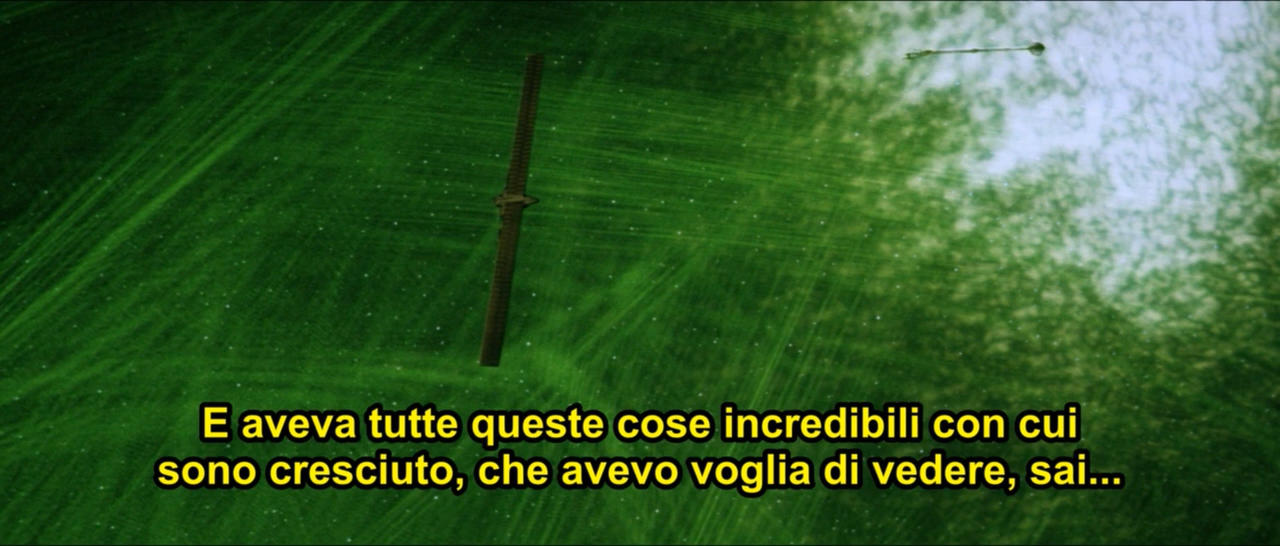 E aveva tutte queste cose incredibili con cui
sono cresciuto, che avevo voglia di vedere, sai...